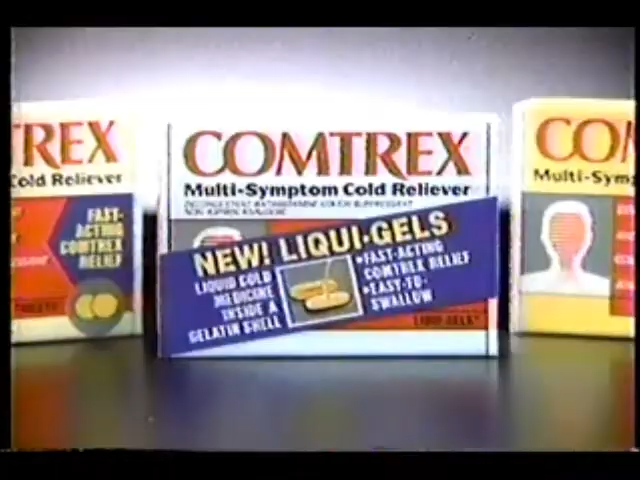 TREX
Cold Reliever
FAST-
ACTING
COMTREX
RELIEF
COMTREX
Multi-Symptom Cold Reliever
NEW! LIQUI-GELS
LIQUID COLD
MEDICINE
INSIDE A
GELATIN SHELL
•FAST-ACTING
COMTREX RELIEF
•EASY-TO-
SWALLOW
LIQUI-GELS
COM
Multi-Symp